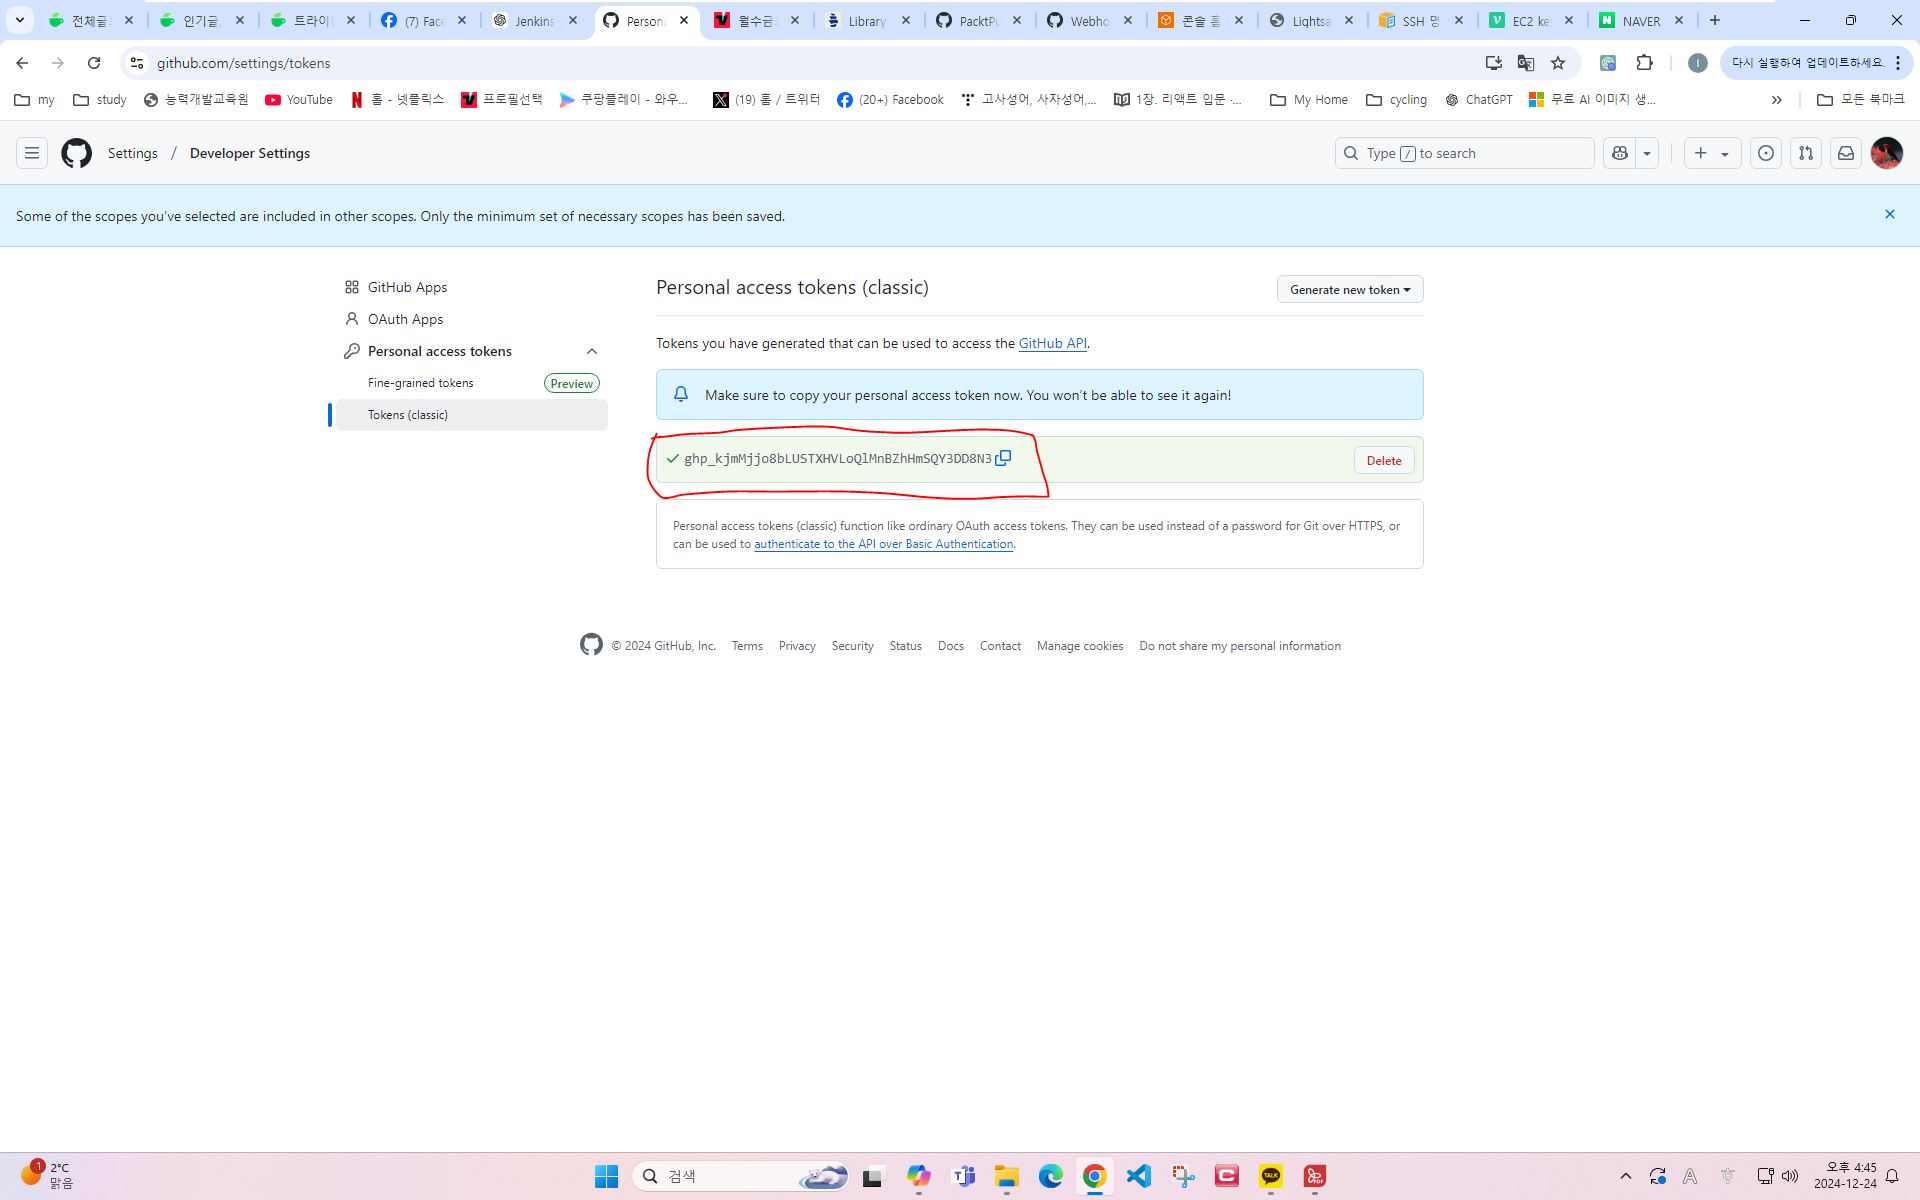 전체글
인기글
트라이
(7) Face
Jenkins
Persona
월수금
Library
PacktPu
Webho
콘솔 홈
Lightsa
SSH 명
EC2 ke
NAVER
github.com/settings/tokens
다시 실행하여 업데이트하세요.
my
study
능력개발교육원
YouTube
홈 - 넷플릭스
프로필선택
쿠팡플레이 - 와우...
(19) 홈 / 트위터
(20+) Facebook
고사성어, 사자성어,...
1장. 리액트 입문 ·...
My Home
cycling
ChatGPT
무료 AI 이미지 생...
모든 북마크
Settings / Developer Settings
Type / to search
Some of the scopes you've selected are included in other scopes. Only the minimum set of necessary scopes has been saved.
GitHub Apps
OAuth Apps
Personal access tokens
Fine-grained tokens
Preview
Tokens (classic)
Personal access tokens (classic)
Generate new token
Tokens you have generated that can be used to access the GitHub API.
Make sure to copy your personal access token now. You won't be able to see it again!
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
Delete
Personal access tokens (classic) function like ordinary OAuth access tokens. They can be used instead of a password for Git over HTTPS, or
can be used to authenticate to the API over Basic Authentication.
© 2024 GitHub, Inc.
Terms
Privacy
Security
Status
Docs
Contact
Manage cookies
Do not share my personal information
1
2°C
맑음
검색
TALK
오후 4:45
2024-12-24